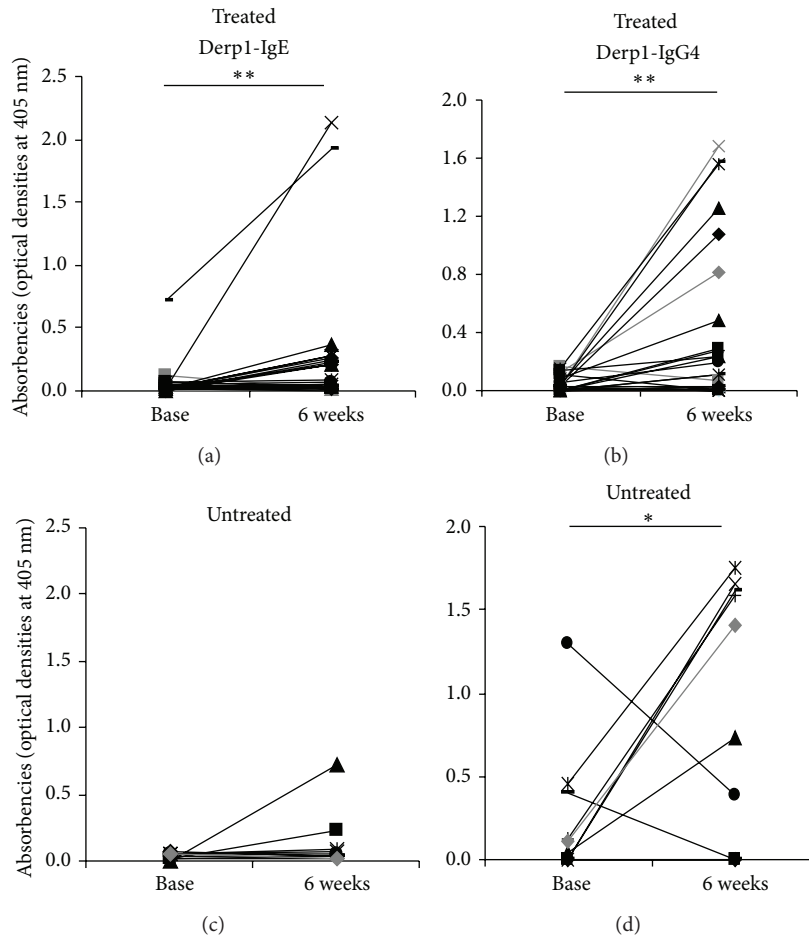 Treated
Derp1-IgE
**
Absorbencies (optical densities at 405 nm)
2.5
2.0
1.5
1.0
0.5
0.0
Base 6 weeks
(a)
Treated
Derp1-IgG4
**
2.0
1.6
1.2
0.8
0.4
0.0
Base 6 weeks
(b)
Untreated
Absorbencies (optical densities at 405 nm)
2.5
2.0
1.5
1.0
0.5
0.0
Base 6 weeks
(c)
Untreated
*
2.0
1.5
1.0
0.5
0.0
Base 6 weeks
(d)